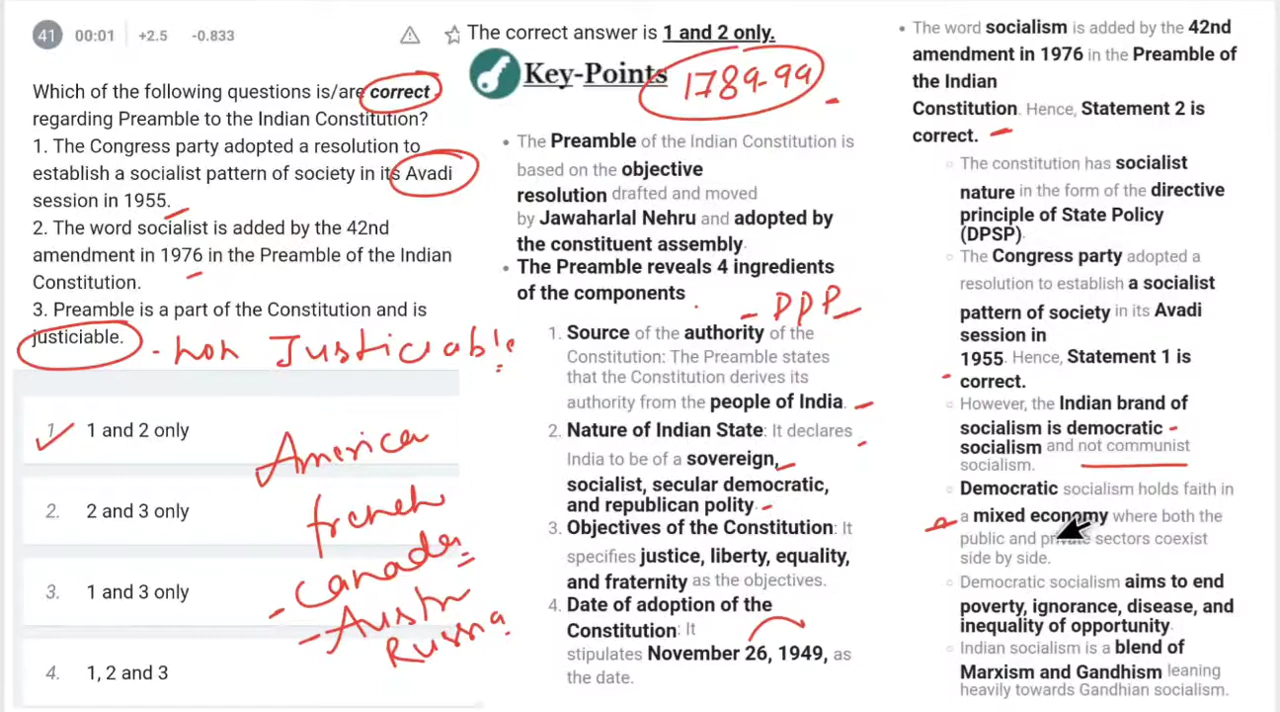 41 00:01 +2.5 -0.833
Which of the following questions is/are correct
regarding Preamble to the Indian Constitution?
1. The Congress party adopted a resolution to
establish a socialist pattern of society in its Avadi
session in 1955.
2. The word socialist is added by the 42nd
amendment in 1976 in the Preamble of the Indian
Constitution.
3. Preamble is a part of the Constitution and is
justiciable.
- non Justiciable
1. 1 and 2 only
2. 2 and 3 only
3. 1 and 3 only
4. 1, 2 and 3
America
french
- Canada
- Austr
Russia
The correct answer is 1 and 2 only.
Key-Points
1789-99
• The Preamble of the Indian Constitution is
based on the objective
resolution drafted and moved
by Jawaharlal Nehru and adopted by
the constituent assembly.
• The Preamble reveals 4 ingredients
of the components
- DPP
1. Source of the authority of the
Constitution: The Preamble states
that the Constitution derives its
authority from the people of India.
2. Nature of Indian State: It declares
India to be of a sovereign,
socialist, secular democratic,
and republican polity
3. Objectives of the Constitution: It
specifies justice, liberty, equality,
and fraternity as the objectives.
4. Date of adoption of the
Constitution: It
stipulates November 26, 1949, as
the date.
• The word socialism is added by the 42nd
amendment in 1976 in the Preamble of
the Indian
Constitution. Hence, Statement 2 is
correct.
The constitution has socialist
nature in the form of the directive
principle of State Policy
(DPSP).
The Congress party adopted a
resolution to establish a socialist
pattern of society in its Avadi
session in
1955. Hence, Statement 1 is
correct.
However, the Indian brand of
socialism is democratic
socialism and not communist
socialism.
Democratic socialism holds faith in
a mixed economy where both the
public and private sectors coexist
side by side.
Democratic socialism aims to end
poverty, ignorance, disease, and
inequality of opportunity.
Indian socialism is a blend of
Marxism and Gandhism leaning
heavily towards Gandhian socialism.